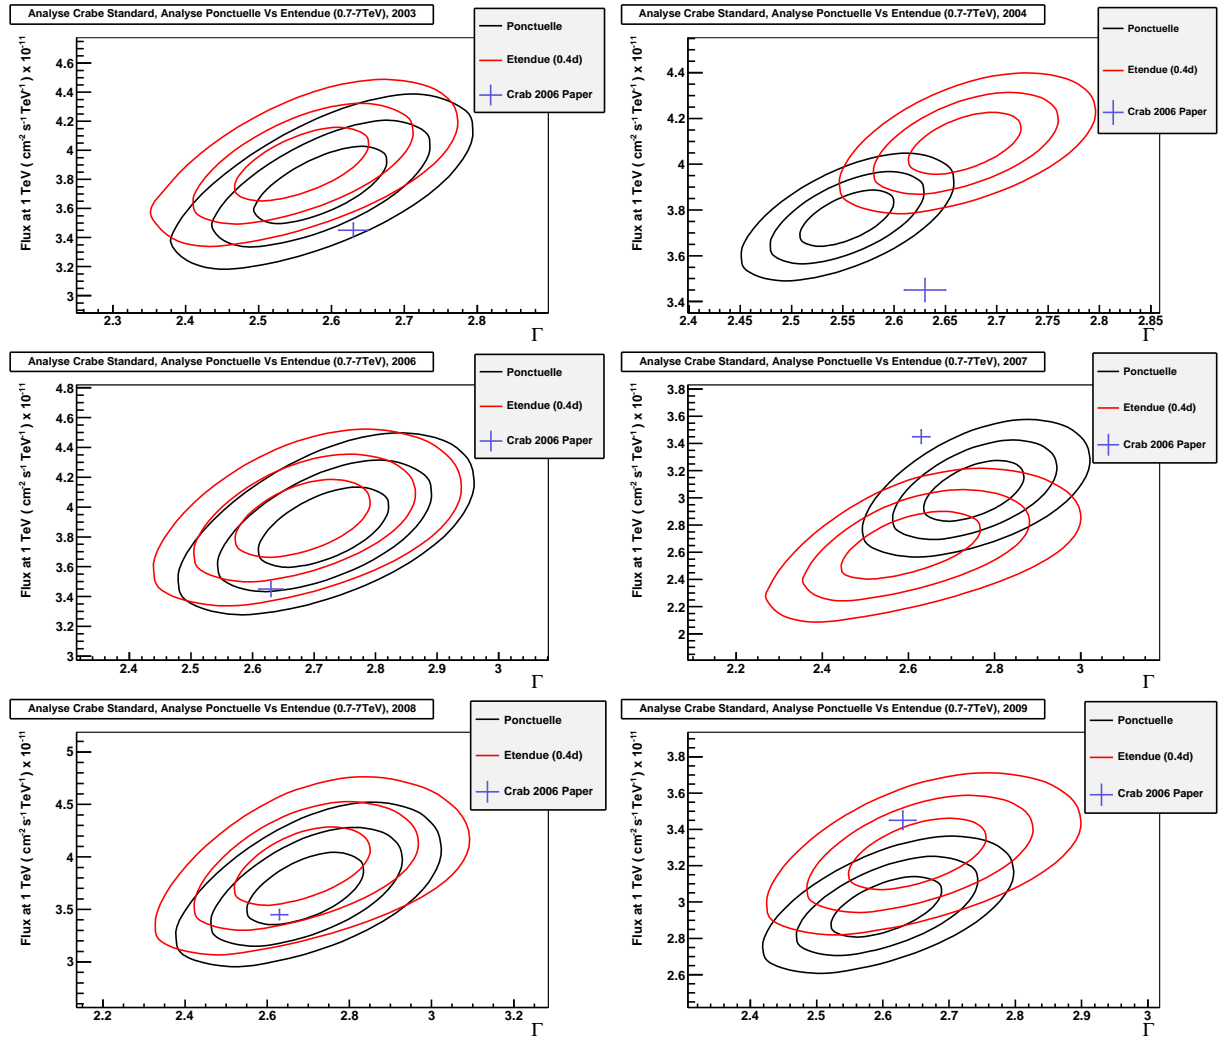 Analyse Crabe Standard, Analyse Ponctuelle Vs Entendue (0.7-7TeV), 2003
Ponctuelle
Etendue (0.4d)
Crab 2006 Paper
Flux at 1 TeV ( cm-2 s-1 TeV-1 ) x 10-11
4.6
4.4
4.2
4
3.8
3.6
3.4
3.2
3
2.3 2.4 2.5 2.6 2.7 2.8
Γ
Analyse Crabe Standard, Analyse Ponctuelle Vs Entendue (0.7-7TeV), 2004
Ponctuelle
Etendue (0.4d)
Crab 2006 Paper
Flux at 1 TeV ( cm-2 s-1 TeV-1 ) x 10-11
4.4
4.2
4
3.8
3.6
3.4
2.4 2.45 2.5 2.55 2.6 2.65 2.7 2.75 2.8 2.85
Γ
Analyse Crabe Standard, Analyse Ponctuelle Vs Entendue (0.7-7TeV), 2006
Ponctuelle
Etendue (0.4d)
Crab 2006 Paper
Flux at 1 TeV ( cm-2 s-1 TeV-1 ) x 10-11
4.8
4.6
4.4
4.2
4
3.8
3.6
3.4
3.2
3
2.4 2.5 2.6 2.7 2.8 2.9 3
Γ
Analyse Crabe Standard, Analyse Ponctuelle Vs Entendue (0.7-7TeV), 2007
Ponctuelle
Etendue (0.4d)
Crab 2006 Paper
Flux at 1 TeV ( cm-2 s-1 TeV-1 ) x 10-11
3.8
3.6
3.4
3.2
3
2.8
2.6
2.4
2.2
2
2.2 2.4 2.6 2.8 3
Γ
Analyse Crabe Standard, Analyse Ponctuelle Vs Entendue (0.7-7TeV), 2008
Ponctuelle
Etendue (0.4d)
Crab 2006 Paper
Flux at 1 TeV ( cm-2 s-1 TeV-1 ) x 10-11
5
4.5
4
3.5
3
2.2 2.4 2.6 2.8 3 3.2
Γ
Analyse Crabe Standard, Analyse Ponctuelle Vs Entendue (0.7-7TeV), 2009
Ponctuelle
Etendue (0.4d)
Crab 2006 Paper
Flux at 1 TeV ( cm-2 s-1 TeV-1 ) x 10-11
3.8
3.6
3.4
3.2
3
2.8
2.6
2.4 2.5 2.6 2.7 2.8 2.9 3
Γ